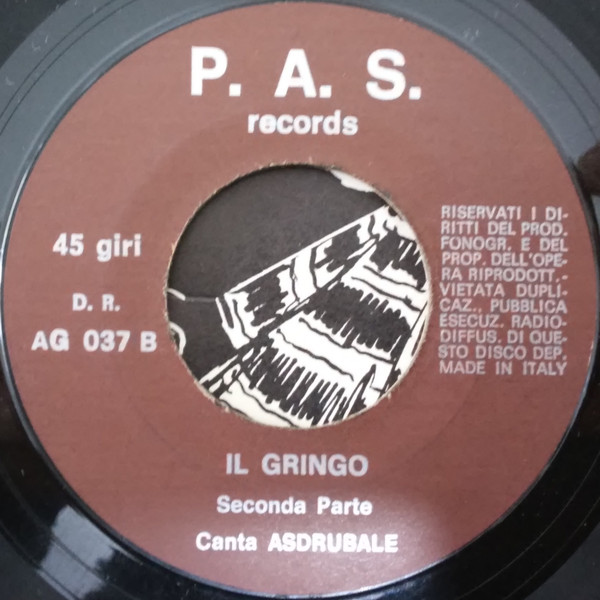 P. A. S.
records
45 giri
D. R.
AG 037 B
RISERVATI I DI-
RITTI DEL PROD.
FONOGR. E DEL
PROP. DELL'OPE-
RA RIPRODOTT.-
VIETATA DUPLI-
CAZ., PUBBLICA
ESECUZ. RADIO-
DIFFUS. DI QUE-
STO DISCO DEP.
MADE IN ITALY
IL GRINGO
Seconda Parte
Canta ASDRUBALE